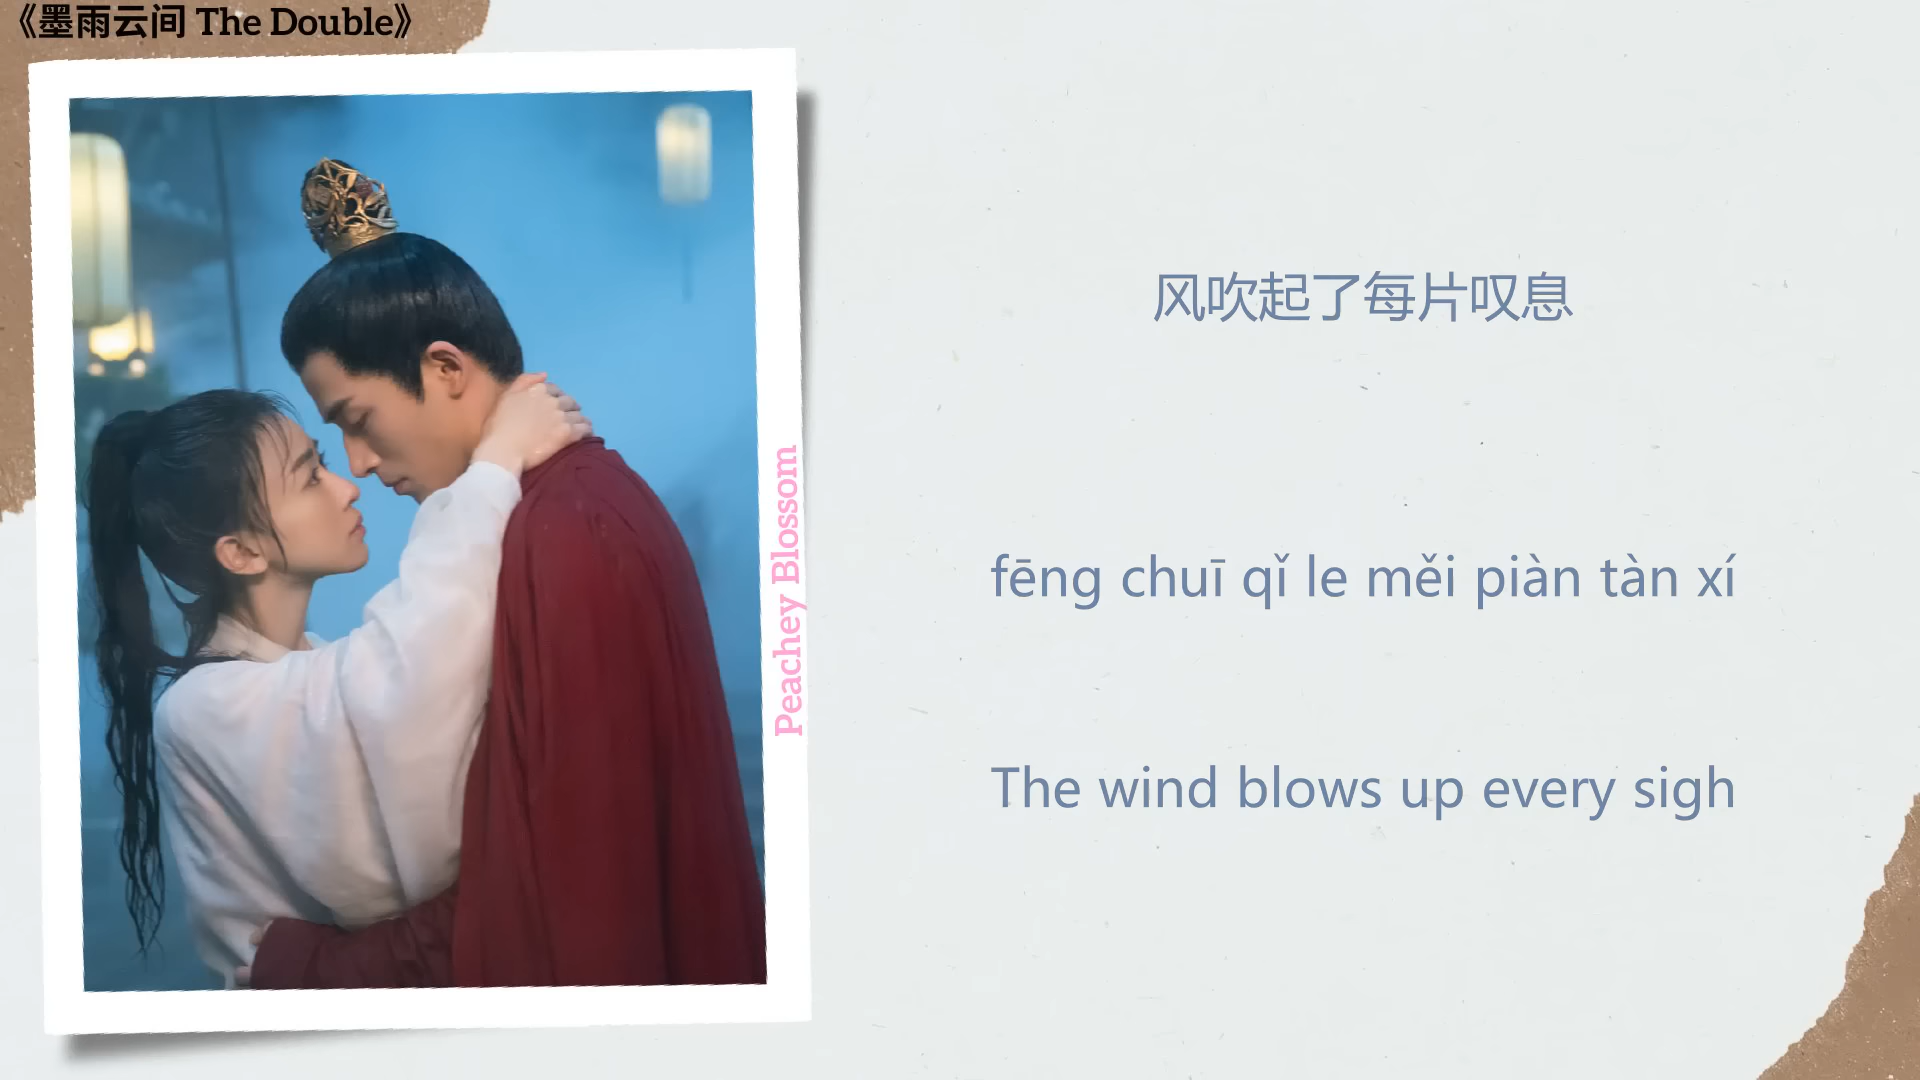 《墨雨云间 The Double》
Peachey Blossom
风吹起了每片叹息
fēng chuī qǐ le měi piàn tàn xí
The wind blows up every sigh